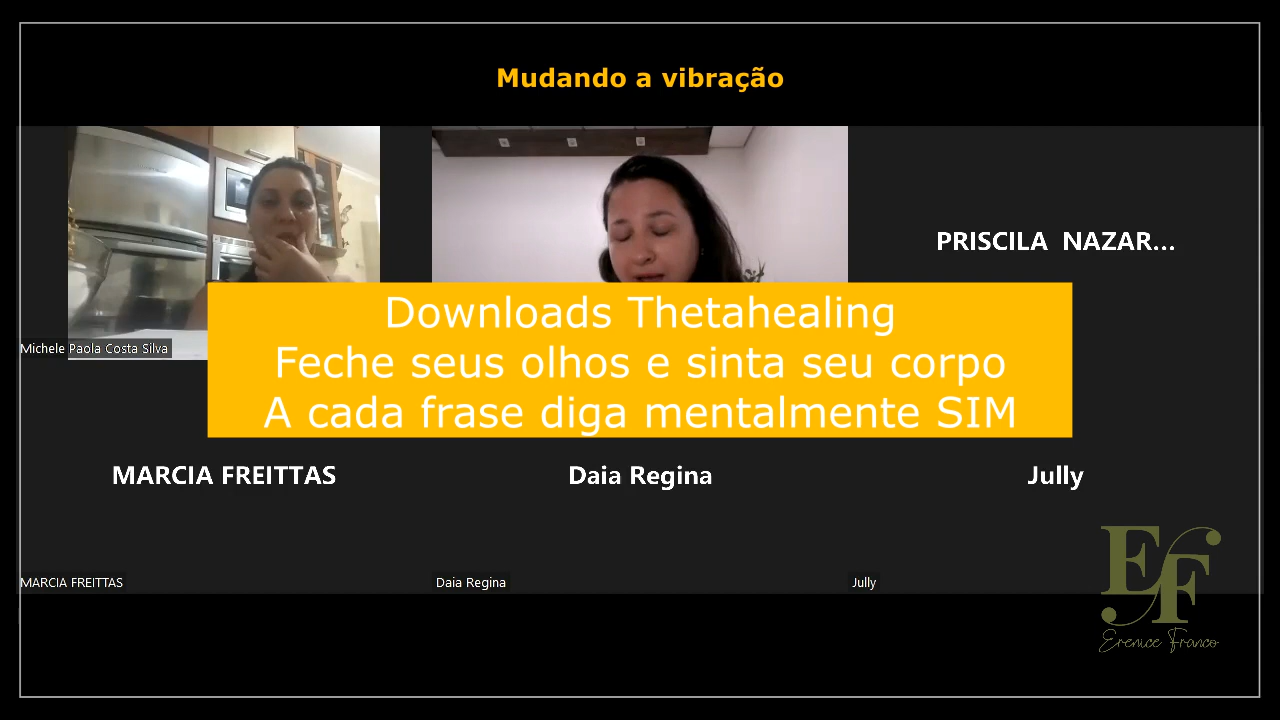 Mudando a vibração
PRISCILA NAZAR...
Downloads Thetahealing
Feche seus olhos e sinta seu corpo
A cada frase diga mentalmente SIM
Michele Paola Costa Silva
MARCIA FREITTAS
Daia Regina
Jully
MARCIA FREITTAS
Daia Regina
Jully
EF
Erenice Franco